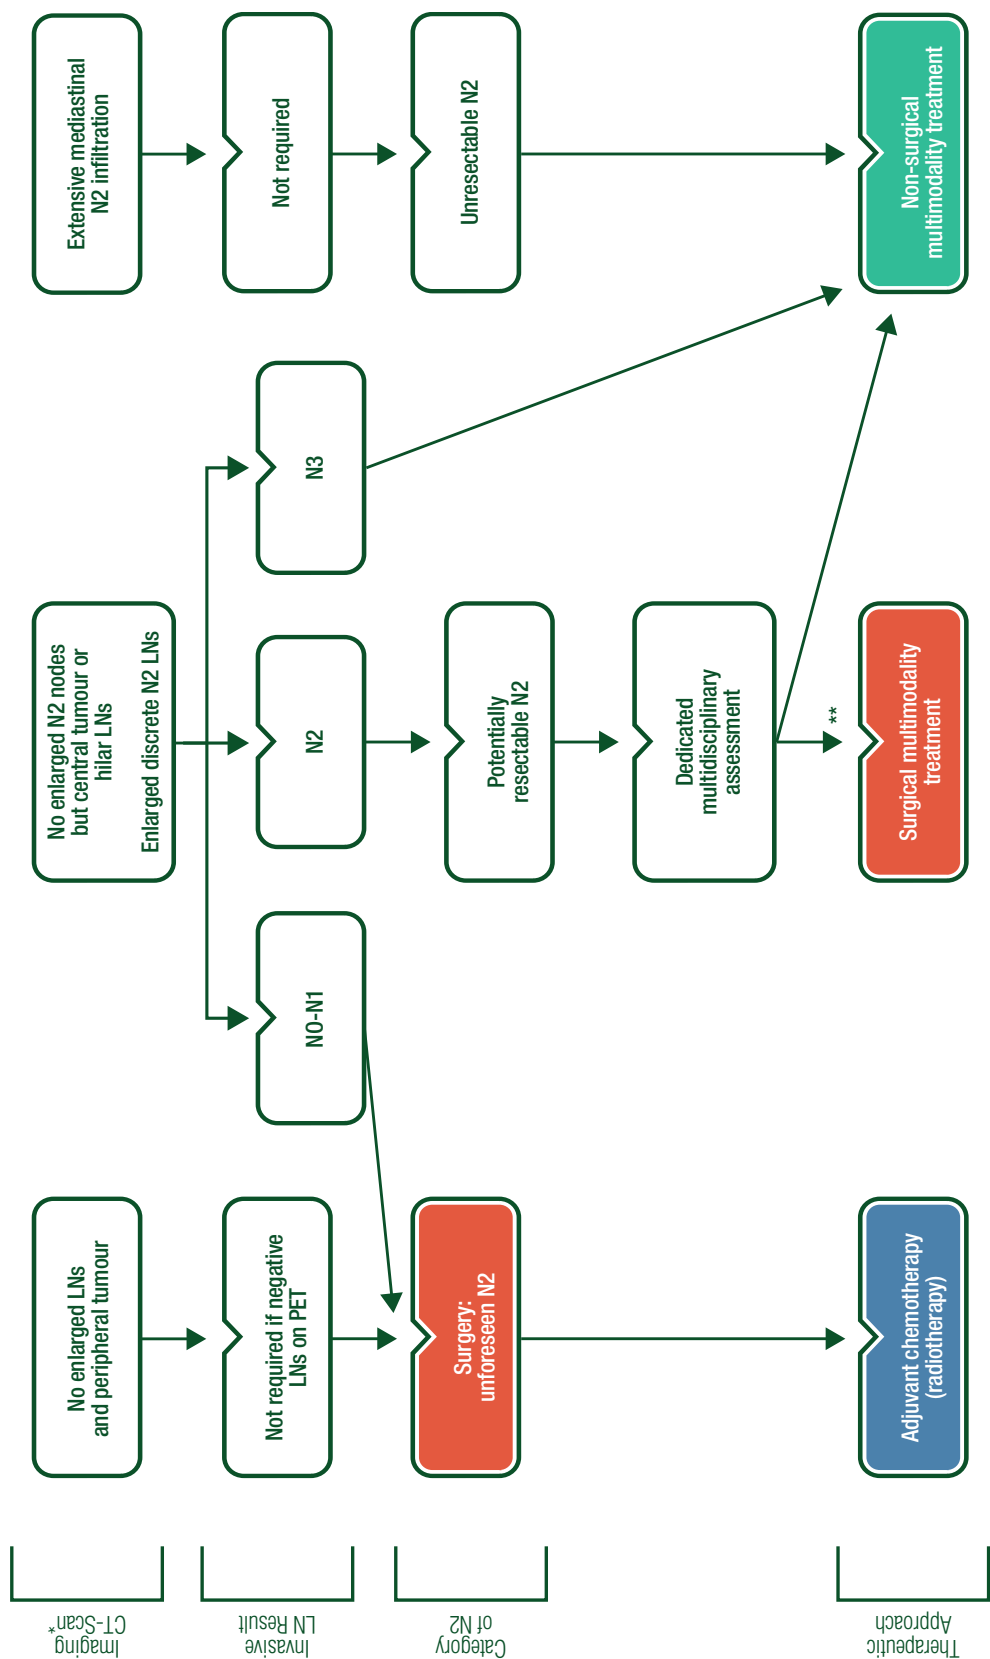 Imaging
CT-Scan*
No enlarged LNs
and peripheral tumour
No enlarged N2 nodes
but central tumour or
hilar LNs
Enlarged discrete N2 LNs
Extensive mediastinal
N2 infiltration
Invasive
LN Result
Not required if negative
LNs on PET
NO-N1
N2
N3
Not required
Category
of N2
Surgery:
unforeseen N2
Potentially
resectable N2
Unresectable N2
Dedicated
multidisciplinary
assessment
**
Therapeutic
Approach
Adjuvant chemotherapy
(radiotherapy)
Surgical multimodality
treatment
Non-surgical
multimodality treatment